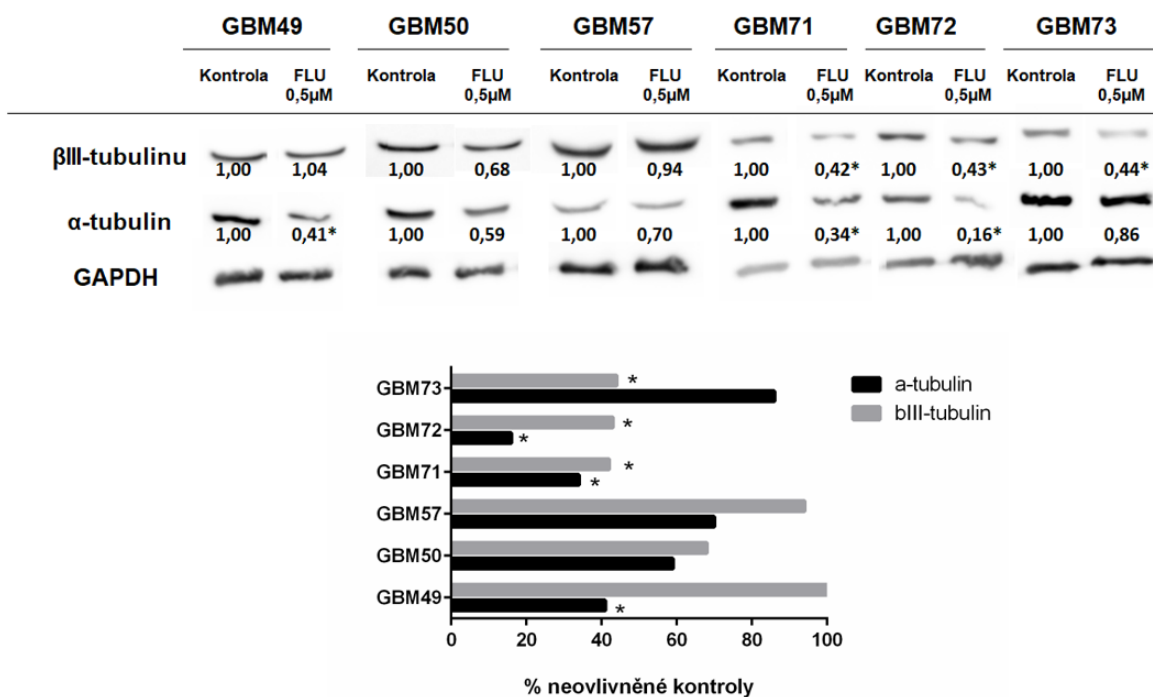 GBM49 GBM50 GBM57 GBM71 GBM72 GBM73
Kontrola FLU Kontrola FLU Kontrola FLU Kontrola FLU Kontrola FLU Kontrola FLU
0,5µM 0,5µM 0,5µM 0,5µM 0,5µM 0,5µM
βIII-tubulinu
1,00 1,04 1,00 0,68 1,00 0,94 1,00 0,42* 1,00 0,43* 1,00 0,44*
α-tubulin
1,00 0,41* 1,00 0,59 1,00 0,70 1,00 0,34* 1,00 0,16* 1,00 0,86
GAPDH
GBM73 *
GBM72 *
*
GBM71 *
*
GBM57
GBM50
GBM49
*
0 20 40 60 80 100
% neovlivněné kontroly
a-tubulin
bIII-tubulin